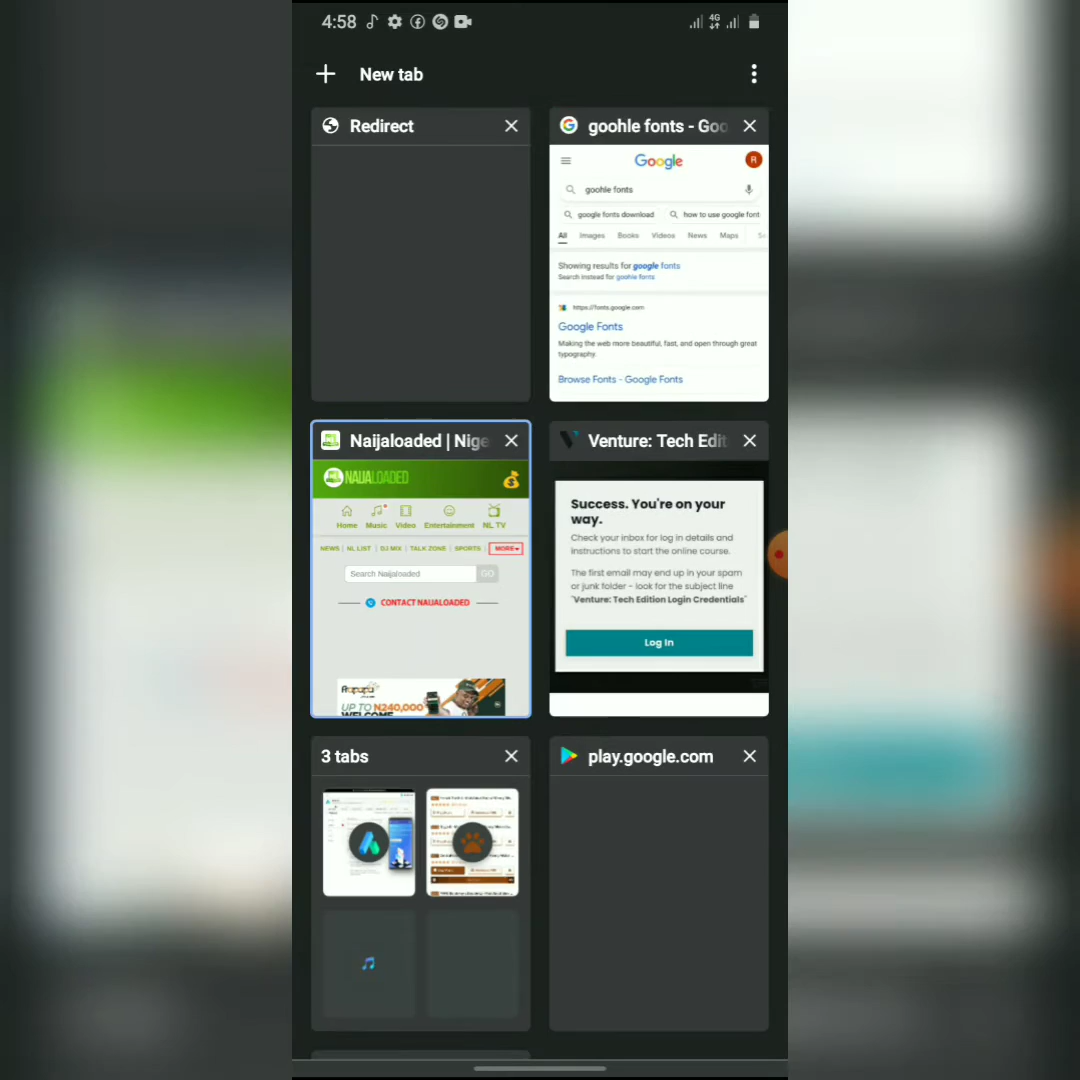 4:58
4G
New tab
Redirect
goohle fonts - Goo
Google
R
goohle fonts
google fonts download
how to use google font
All Images Books Videos News Maps
Showing results for google fonts
Search instead for goohle fonts
https://fonts.google.com
Google Fonts
Making the web more beautiful, fast, and open through great
typography.
Browse Fonts - Google Fonts
Naijaloaded | Nige
NAIJALOADED
Home Music Video Entertainment NL TV
NEWS | NL LIST | DJ MIX | TALK ZONE | SPORTS | MORE
Search Naijaloaded GO
CONTACT NAIJALOADED
UP TO N240,000
WELCOME
Venture: Tech Edit
Success. You're on your
way.
Check your inbox for log in details and
instructions to start the online course.
The first email may end up in your spam
or junk folder - look for the subject line
"Venture: Tech Edition Login Credentials"
Log In
3 tabs
play.google.com